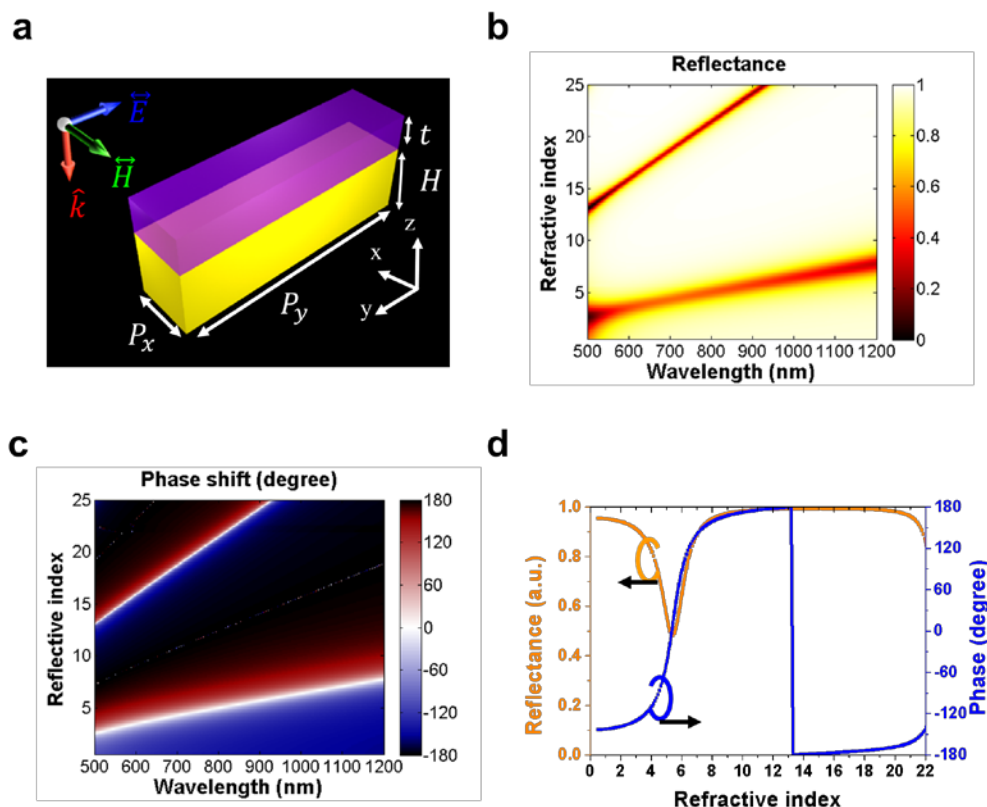 a
E
H
k
t
H
z
x
y
P_x
P_y
b
Reflectance
Refractive index
25
20
15
10
5
500 600 700 800 900 1000 1100 1200
Wavelength (nm)
1
0.8
0.6
0.4
0.2
0
c
Phase shift (degree)
Reflective index
25
20
15
10
5
500 600 700 800 900 1000 1100 1200
Wavelength (nm)
180
120
60
0
-60
-120
-180
d
Reflectance (a.u.)
1.0
0.8
0.6
0.4
0.2
0.0
0 2 4 6 8 10 12 14 16 18 20 22
Refractive index
180
120
60
0
-60
-120
-180
Phase (degree)